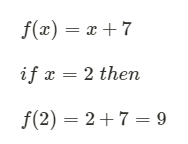 f(x) = x + 7
if x = 2 then
f(2) = 2 + 7 = 9